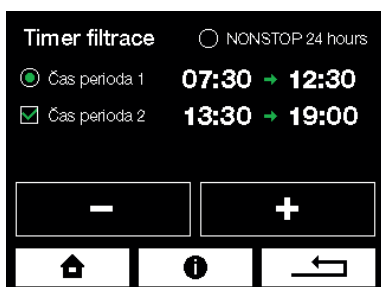 Timer filtrace NONSTOP 24 hours
Čas perioda 1 07:30 → 12:30
Čas perioda 2 13:30 → 19:00
− +